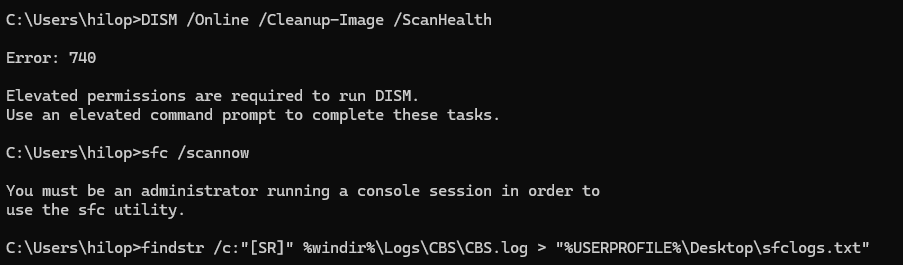 C:\Users\hilop>DISM /Online /Cleanup-Image /ScanHealth
Error: 740
Elevated permissions are required to run DISM.
Use an elevated command prompt to complete these tasks.
C:\Users\hilop>sfc /scannow
You must be an administrator running a console session in order to
use the sfc utility.
C:\Users\hilop>findstr /c:"[SR]" %windir%\Logs\CBS\CBS.log > "%USERPROFILE%\Desktop\sfclogs.txt"